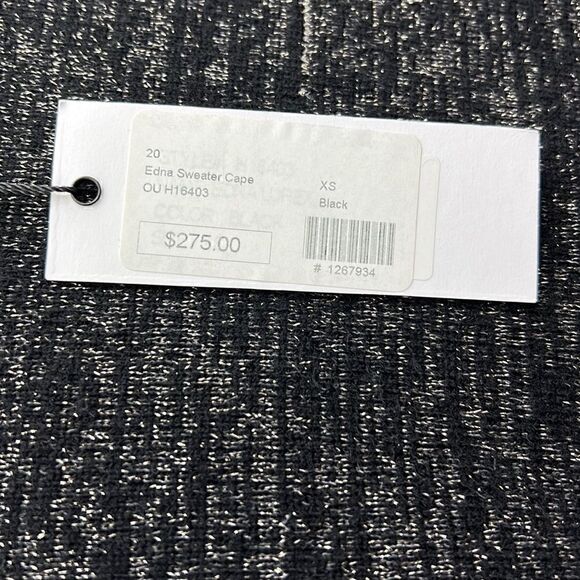 20
Edna Sweater Cape
OU H16403
XS
Black
$275.00
# 1267934